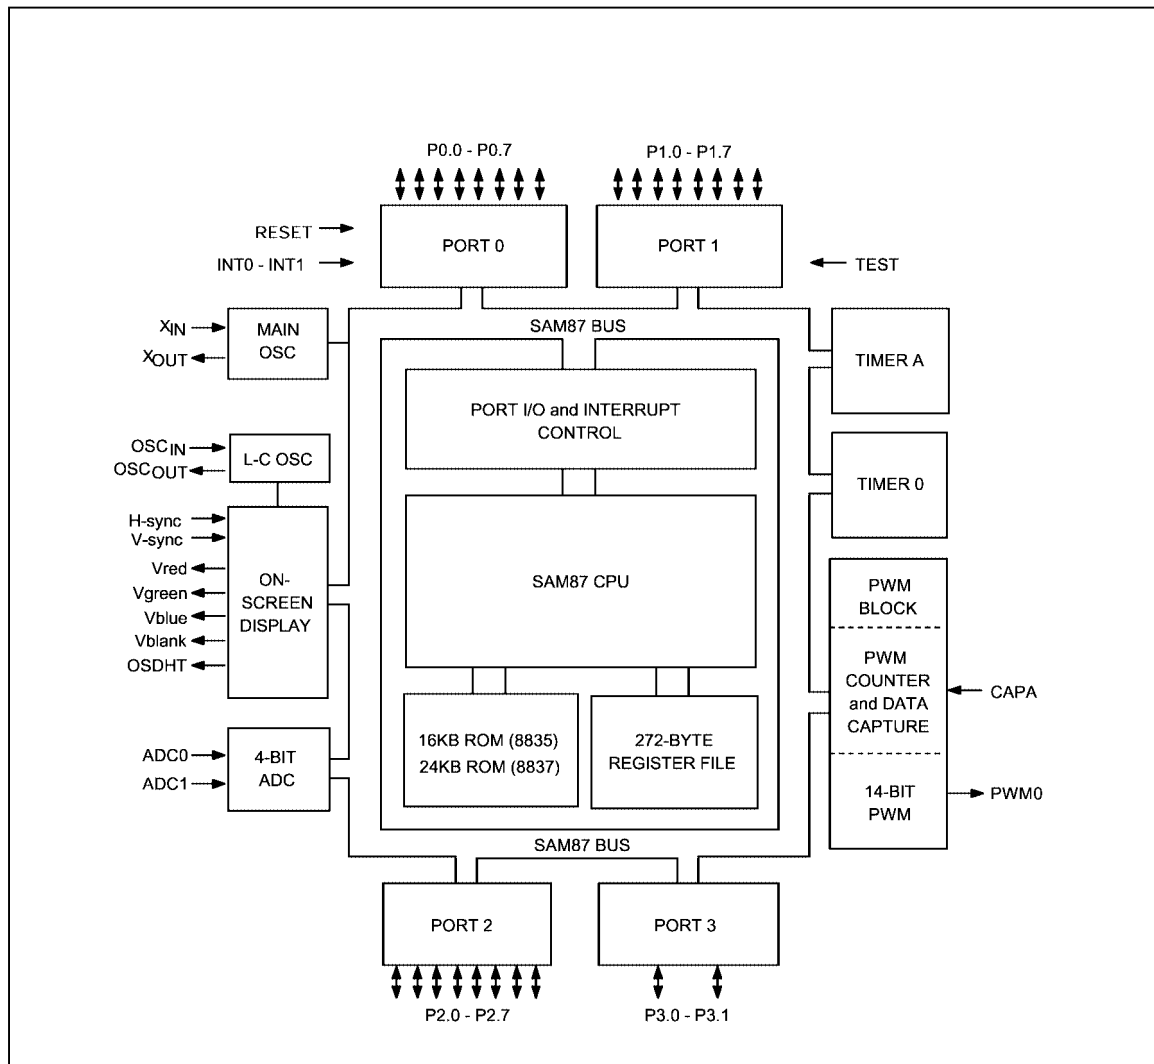 P0.0 - P0.7
P1.0 - P1.7
RESET
INT0 - INT1
PORT 0
PORT 1
TEST
XIN
XOUT
MAIN
OSC
SAM87 BUS
TIMER A
PORT I/O and INTERRUPT
CONTROL
OSCIN
OSCOUT
L-C OSC
TIMER 0
H-sync
V-sync
Vred
Vgreen
Vblue
Vblank
OSDHT
ON-
SCREEN
DISPLAY
SAM87 CPU
PWM
BLOCK
PWM
COUNTER
and DATA
CAPTURE
CAPA
14-BIT
PWM
PWM0
ADC0
ADC1
4-BIT
ADC
16KB ROM (8835)
24KB ROM (8837)
272-BYTE
REGISTER FILE
SAM87 BUS
PORT 2
PORT 3
P2.0 - P2.7
P3.0 - P3.1